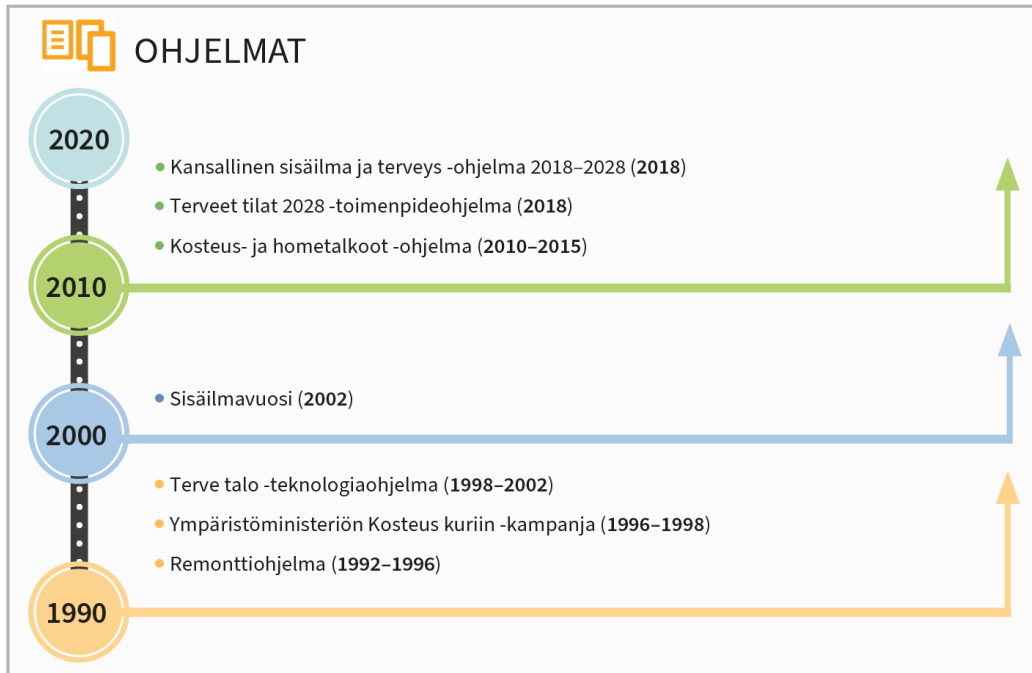 OHJELMAT
2020
Kansallinen sisäilma ja terveys -ohjelma 2018–2028 (2018)
Terveet tilat 2028 -toimenpideohjelma (2018)
Kosteus- ja hometalkoot -ohjelma (2010–2015)
2010
Sisäilmavuosi (2002)
2000
Terve talo -teknologiaohjelma (1998–2002)
Ympäristöministeriön Kosteus kuriin -kampanja (1996–1998)
Remonttiohjelma (1992–1996)
1990